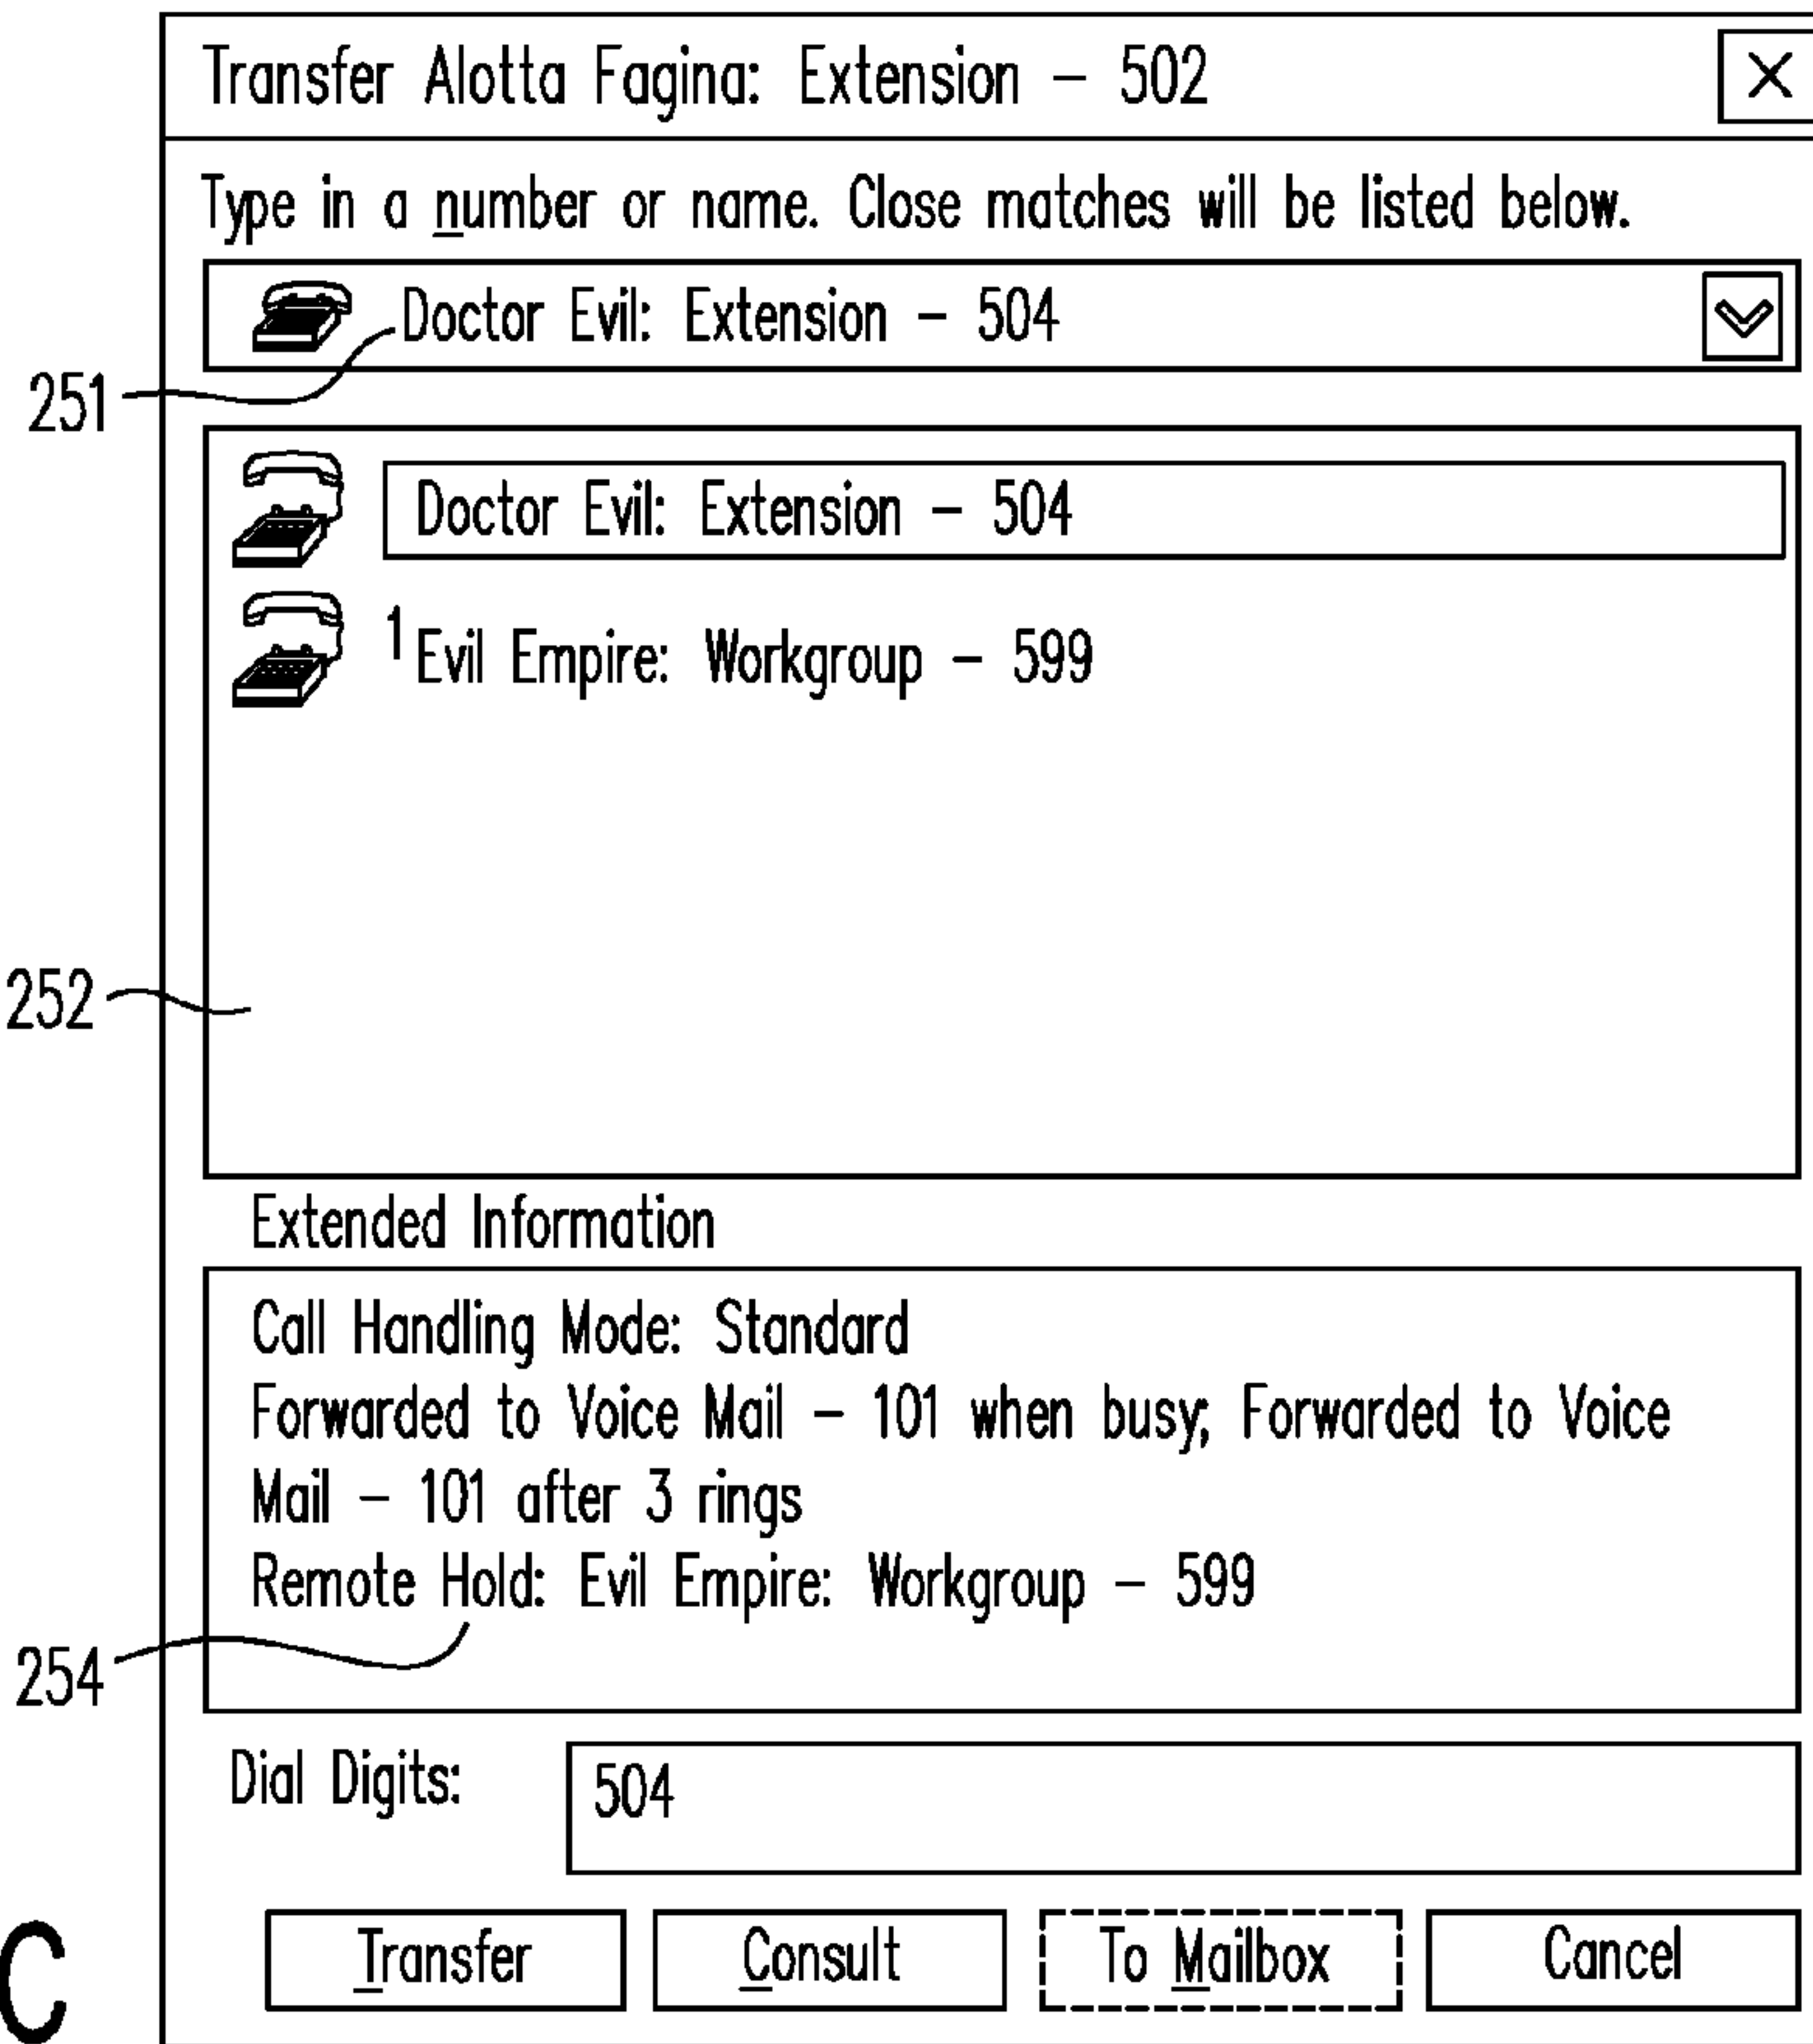 Transfer Alotta Fagina: Extension – 502
Type in a number or name. Close matches will be listed below.
Doctor Evil: Extension – 504
251
Doctor Evil: Extension – 504
1 Evil Empire: Workgroup – 599
252
Extended Information
Call Handling Mode: Standard
Forwarded to Voice Mail – 101 when busy; Forwarded to Voice
Mail – 101 after 3 rings
Remote Hold: Evil Empire: Workgroup – 599
254
Dial Digits: 504
Transfer Consult To Mailbox Cancel
C